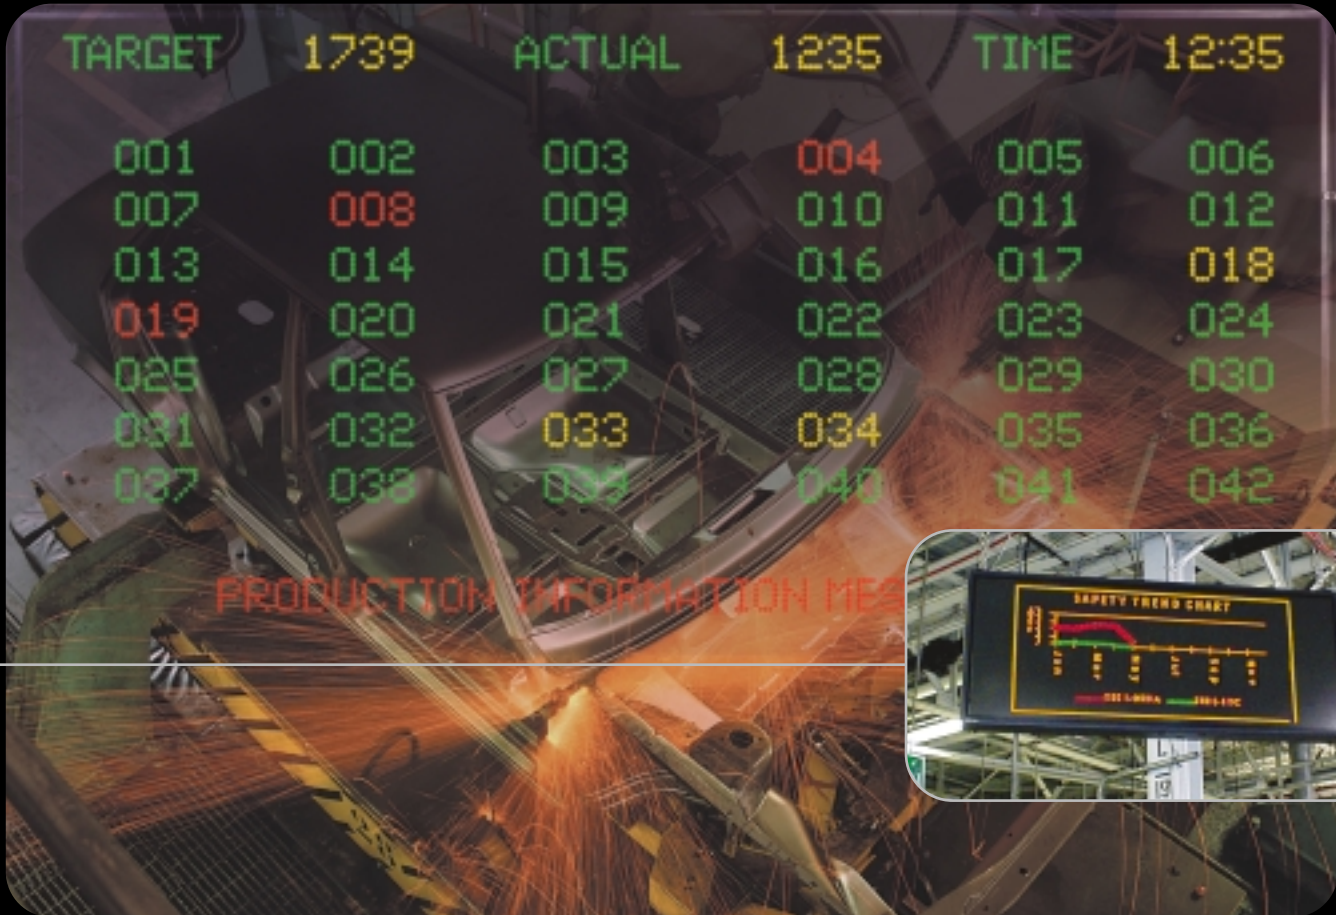 TARGET 1739 ACTUAL 1235 TIME 12:35
001 002 003 004 005 006
007 008 009 010 011 012
013 014 015 016 017 018
019 020 021 022 023 024
025 026 027 028 029 030
031 032 033 034 035 036
037 038 039 040 041 042
PRODUCTION INFORMATION MES
SAFETY TREND CHART